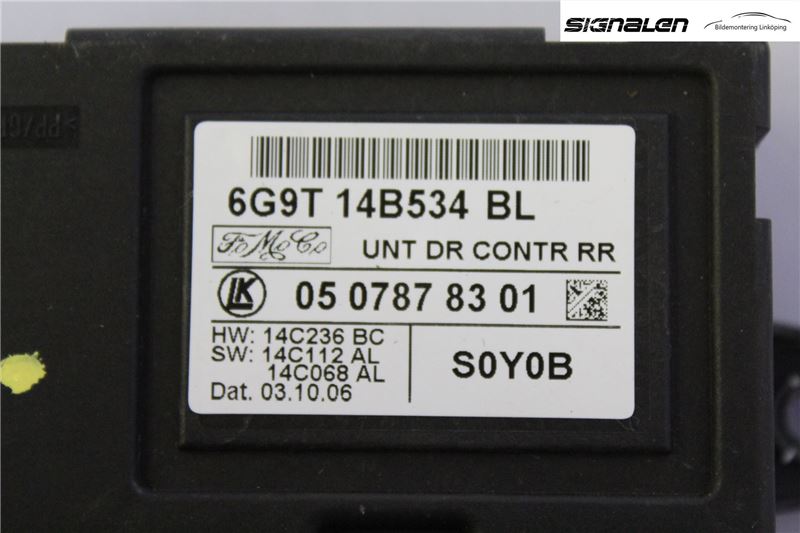 SIGNALEN
Bildemontering Linköping
6G9T 14B534 BL
FoMoCo
UNT DR CONTR RR
LK
05 0787 83 01
HW: 14C236 BC
SW: 14C112 AL
14C068 AL
Dat. 03.10.06
S0Y0B